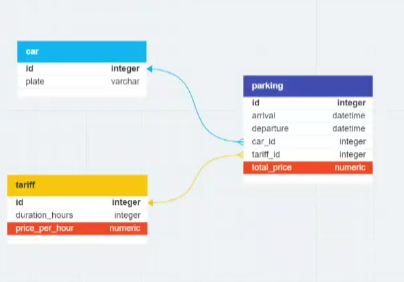 car
id integer
plate varchar
parking
id integer
arrival datetime
departure datetime
car_id integer
tariff_id integer
total_price numeric
tariff
id integer
duration_hours integer
price_per_hour numeric